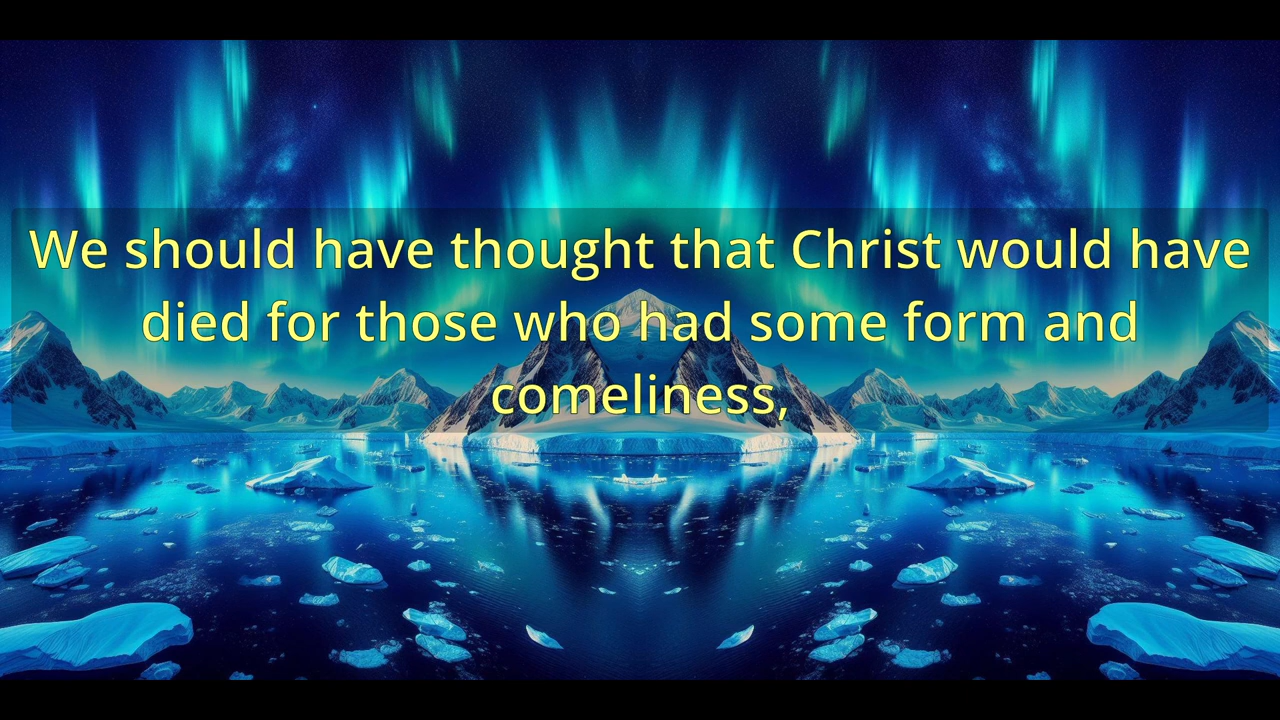 We should have thought that Christ would have
died for those who had some form and
comeliness,